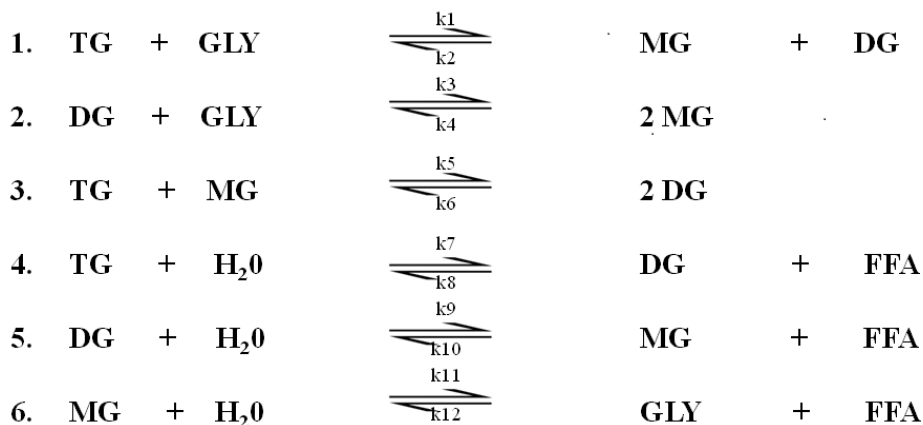 1. TG + GLY k1 k2 MG + DG
2. DG + GLY k3 k4 2 MG
3. TG + MG k5 k6 2 DG
4. TG + H₂0 k7 k8 DG + FFA
5. DG + H₂0 k9 k10 MG + FFA
6. MG + H₂0 k11 k12 GLY + FFA